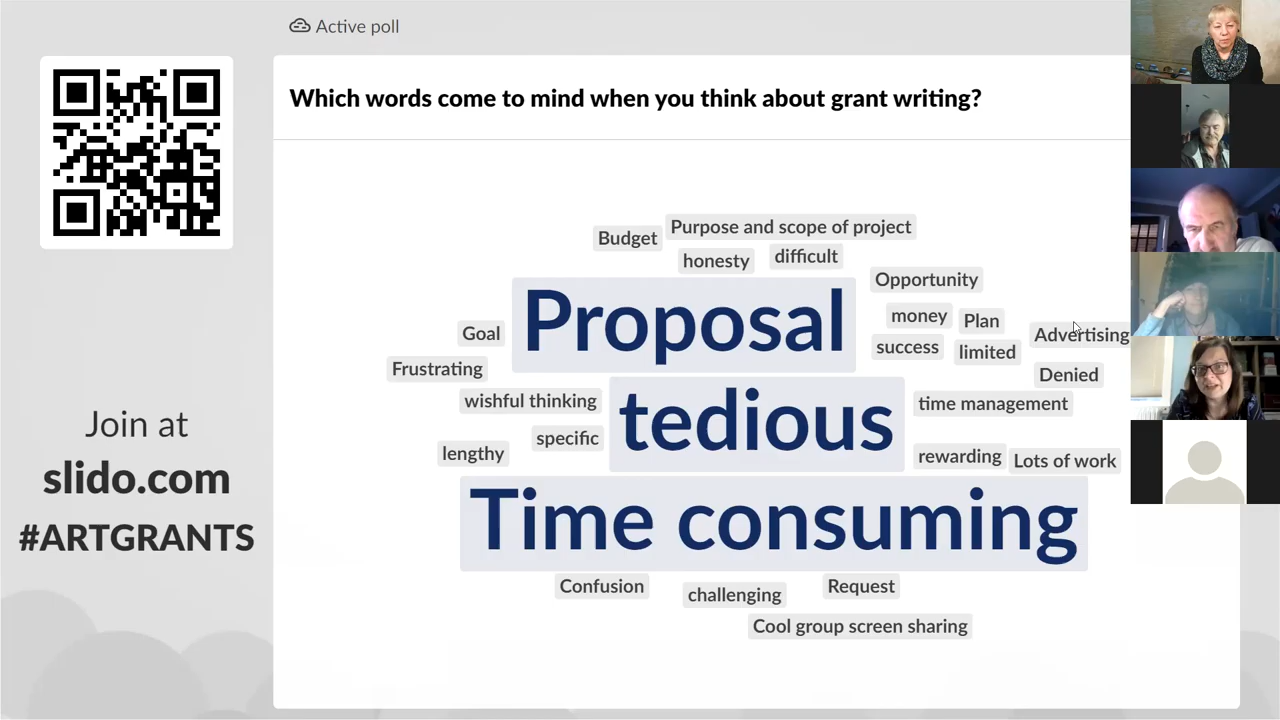 Active poll
Which words come to mind when you think about grant writing?
Join at
slido.com
#ARTGRANTS
Purpose and scope of project
Budget
honesty
difficult
Opportunity
Proposal
money
Plan
Goal
Advertising
success
limited
Frustrating
Denied
wishful thinking
tedious
time management
specific
lengthy
rewarding
Lots of work
Time consuming
Confusion
challenging
Request
Cool group screen sharing